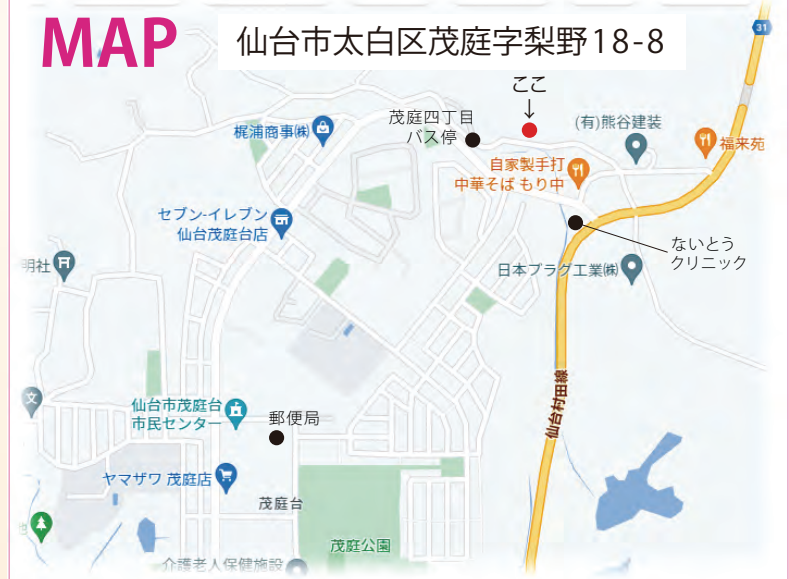 MAP
仙台市太白区茂庭字梨野18-8
31
ここ
↓
茂庭四丁目
バス停
梶浦商事㈱
(有)熊谷建装
福来苑
自家製手打
中華そば もり中
セブン-イレブン
仙台茂庭台店
ないとう
クリニック
明社
日本プラグ工業㈱
文
仙台村田線
仙台市茂庭台
市民センター
郵便局
ヤマザワ 茂庭店
茂庭台
茂庭公園
介護老人保健施設